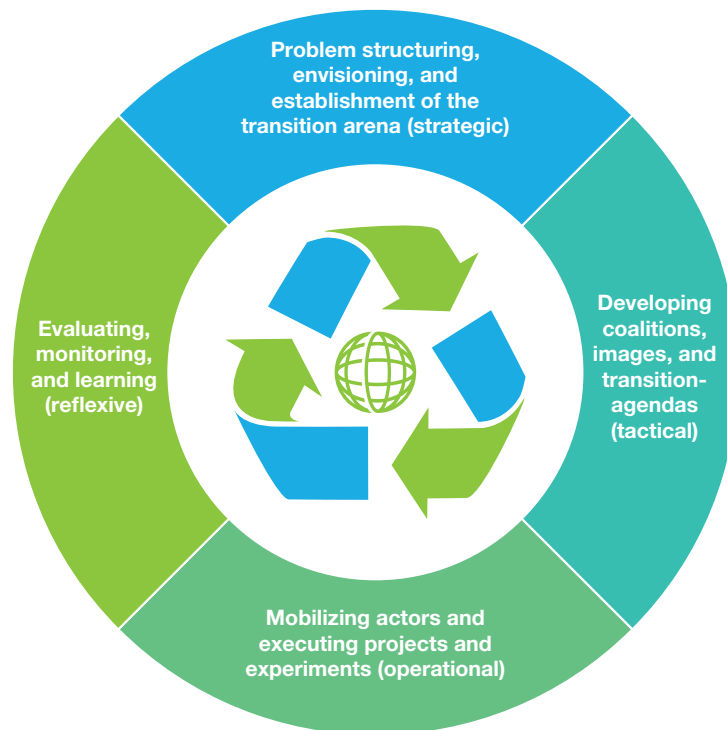 Problem structuring,
envisioning, and
establishment of the
transition arena (strategic)
Developing
coalitions,
images, and
transition-
agendas
(tactical)
Mobilizing actors and
executing projects and
experiments (operational)
Evaluating,
monitoring,
and learning
(reflexive)